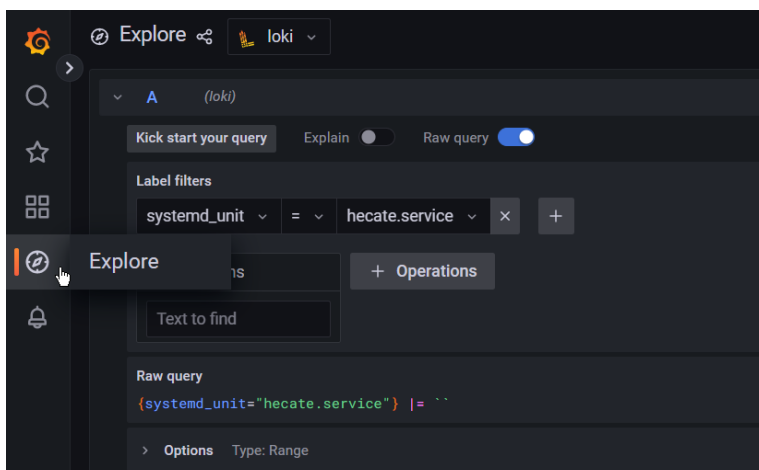 Explore loki
A (loki)
Kick start your query Explain Raw query
Label filters
systemd_unit = hecate.service × +
Explore
+ Operations
Text to find
Raw query
{systemd_unit="hecate.service"} |= ``
Options Type: Range